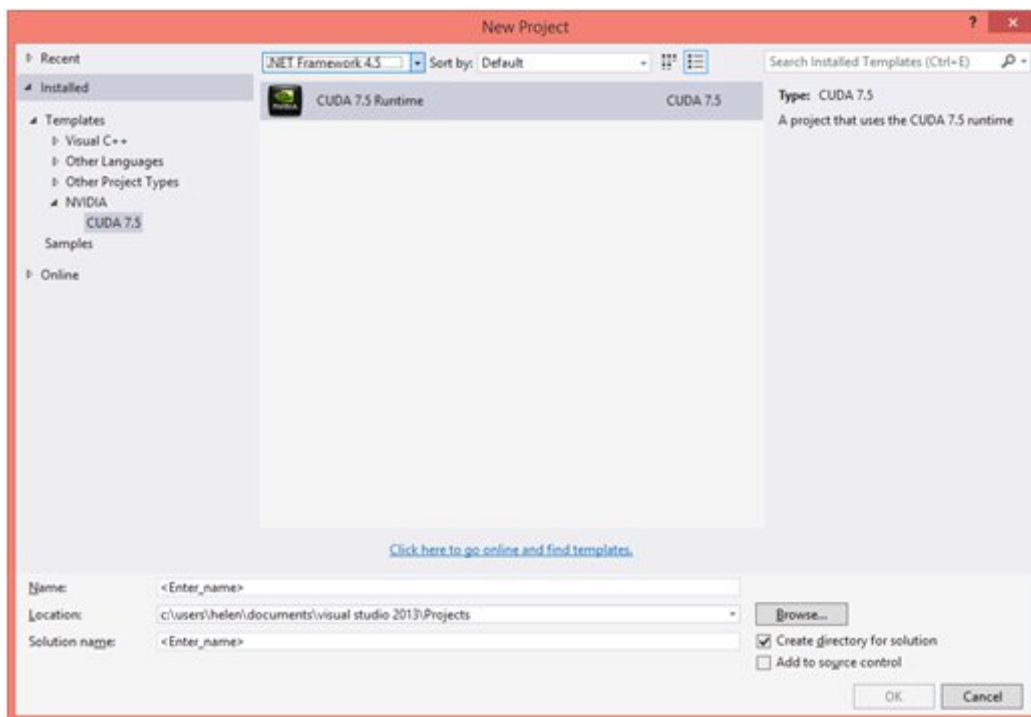 New Project
?
Recent
Installed
Templates
Visual C++
Other Languages
Other Project Types
NVIDIA
CUDA 7.5
Samples
Online
.NET Framework 4.5 Sort by: Default
CUDA 7.5 Runtime CUDA 7.5
Click here to go online and find templates.
Search Installed Templates (Ctrl+E)
Type: CUDA 7.5
A project that uses the CUDA 7.5 runtime
Name: <Enter_name>
Location: c:\users\helen\documents\visual studio 2013\Projects Browse...
Solution name: <Enter_name>
Create directory for solution
Add to source control
OK Cancel